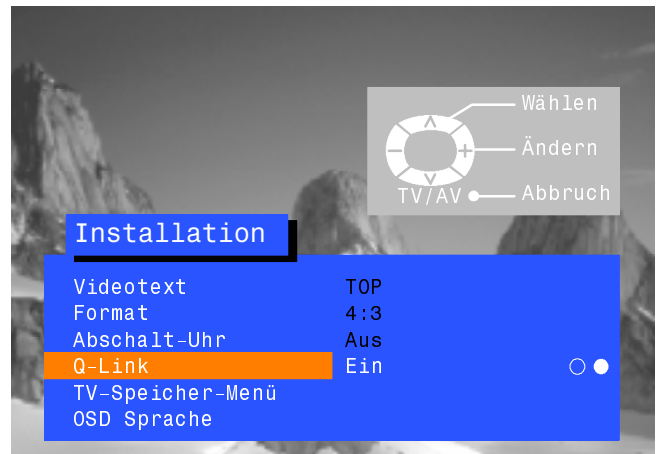 Wählen
Ändern
TV/AV Abbruch
Installation
Videotext TOP
Format 4:3
Abschalt-Uhr Aus
Q-Link Ein
TV-Speicher-Menü
OSD Sprache